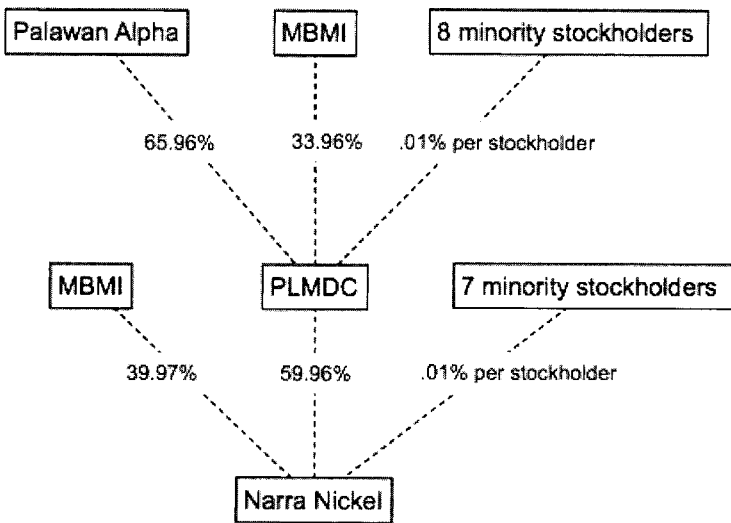 Palawan Alpha
MBMI
8 minority stockholders
65.96%
33.96%
.01% per stockholder
MBMI
PLMDC
7 minority stockholders
39.97%
59.96%
.01% per stockholder
Narra Nickel